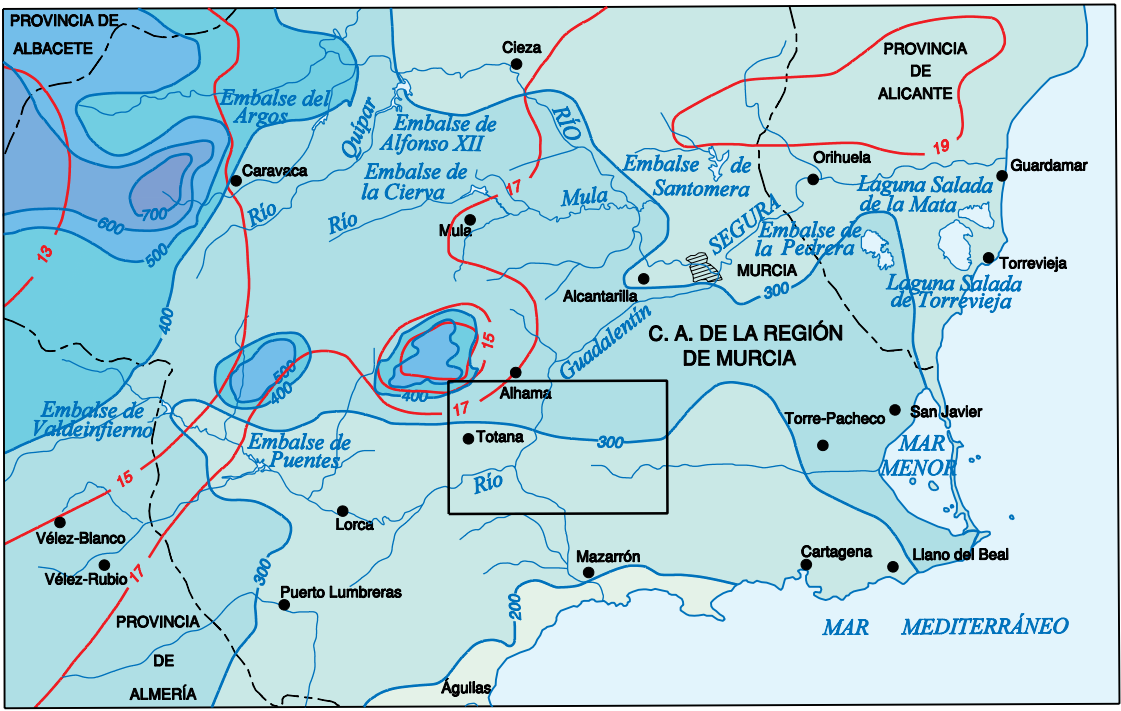 PROVINCIA DE
ALBACETE
Cieza
PROVINCIA
DE
ALICANTE
13
Embalse del
Argos
Quípar
Embalse de
Alfonso XII
RÍO
19
Embalse de
la Cierva
17
Mula
Embalse de
Santomera
Orihuela
Guardamar
Caravaca
Río
Río
Mula
700
600
500
400
SEGURA
Laguna Salada
de la Mata
Embalse de
la Pedrera
MURCIA
300
Torrevieja
Laguna Salada
de Torrevieja
Alcantarilla
Guadalentín
C. A. DE LA REGIÓN
DE MURCIA
15
500
400
400
17
Alhama
Embalse de
Valdeinfierno
Embalse de
Puentes
Totana
300
Torre-Pacheco
San Javier
MAR
MENOR
15
Río
Lorca
Vélez-Blanco
Vélez-Rubio
17
300
Puerto Lumbreras
Mazarrón
Cartagena
Llano del Beal
200
PROVINCIA
DE
ALMERÍA
MAR MEDITERRÁNEO
Águilas